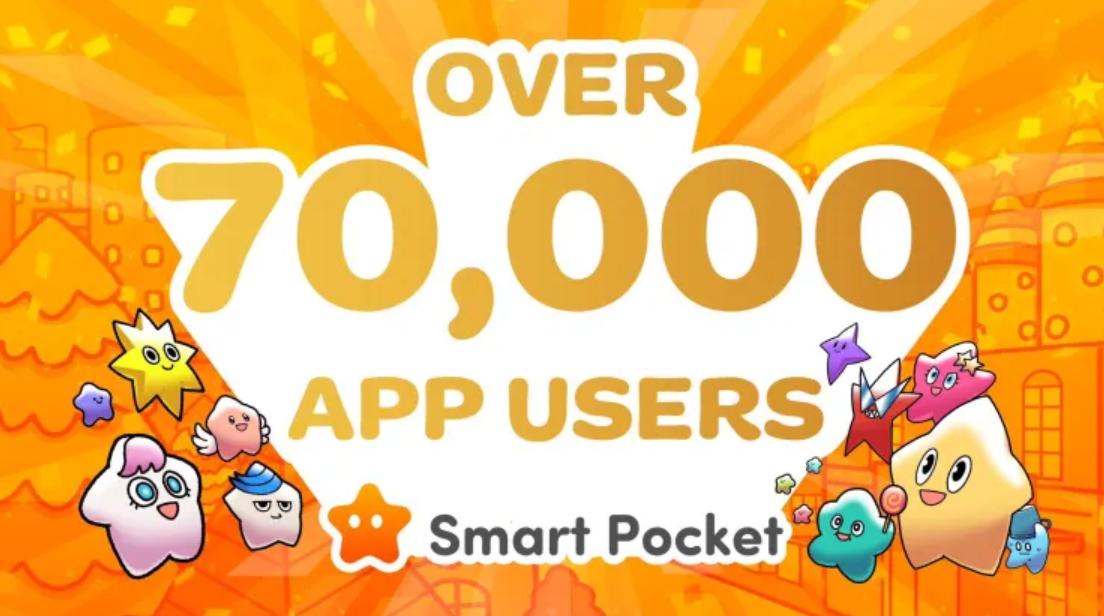 OVER
70,000
APP USERS
Smart Pocket